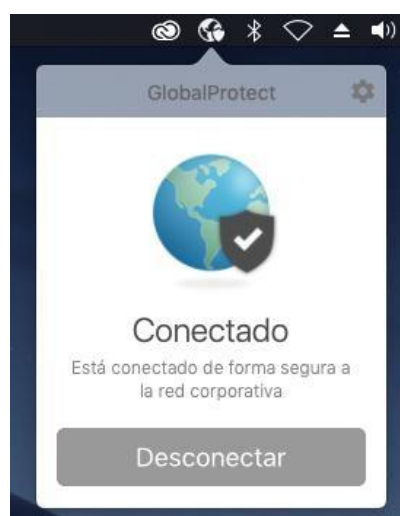 GlobalProtect
Conectado
Está conectado de forma segura a
la red corporativa
Desconectar